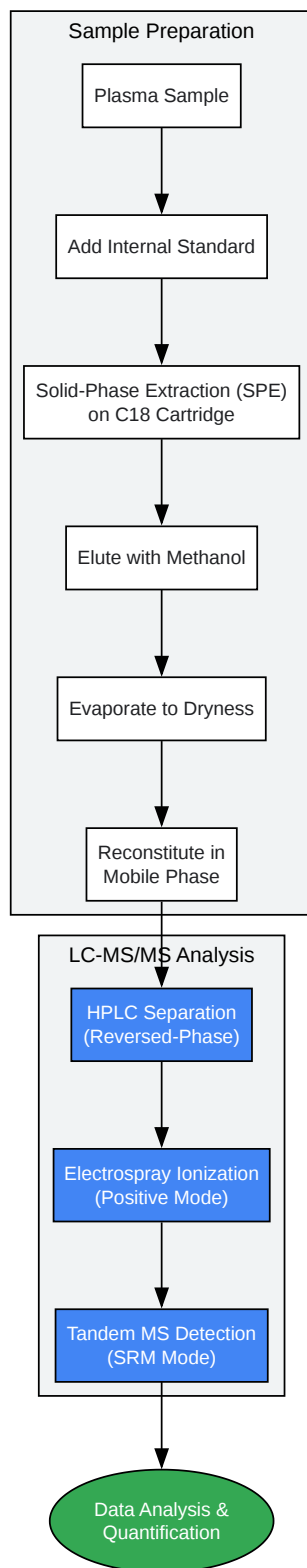 Sample Preparation
Plasma Sample
Add Internal Standard
Solid-Phase Extraction (SPE)
on C18 Cartridge
Elute with Methanol
Evaporate to Dryness
Reconstitute in
Mobile Phase
LC-MS/MS Analysis
HPLC Separation
(Reversed-Phase)
Electrospray Ionization
(Positive Mode)
Tandem MS Detection
(SRM Mode)
Data Analysis &
Quantification